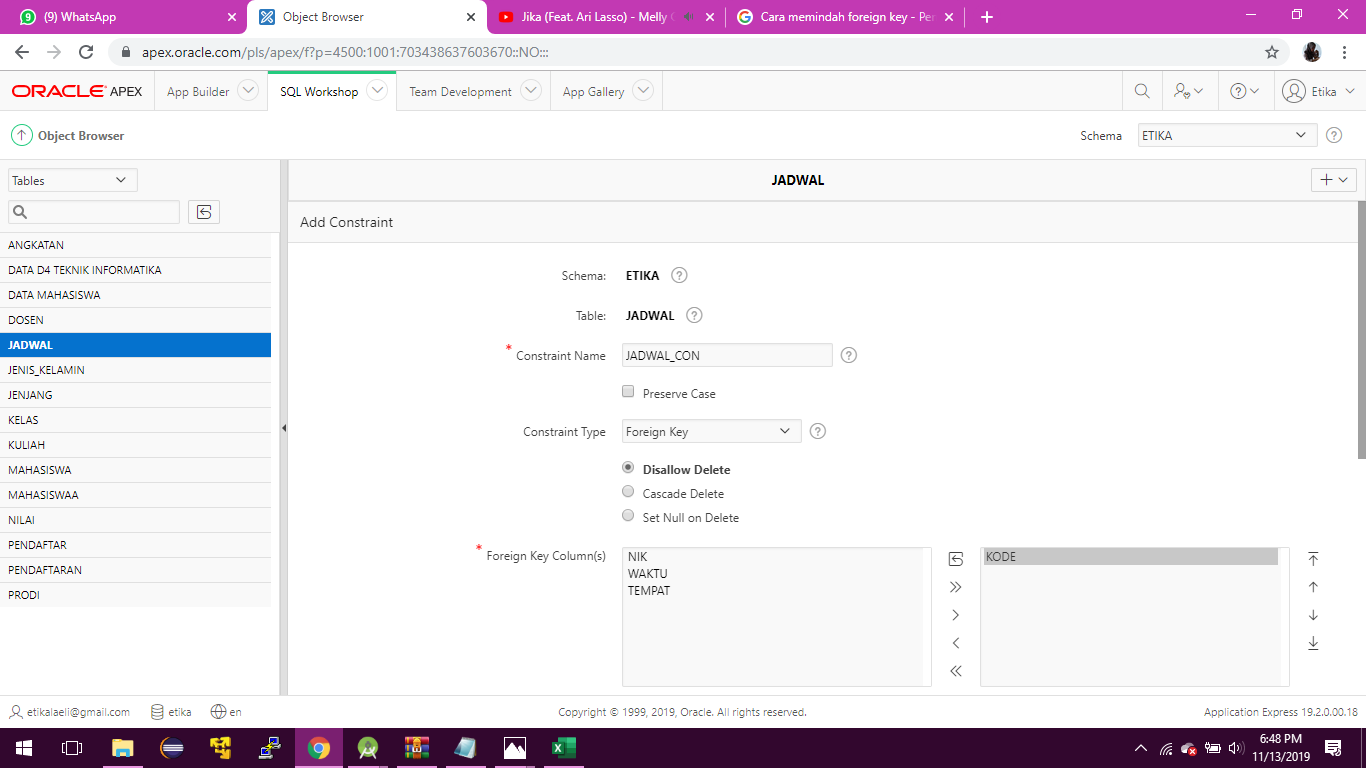 (9) WhatsApp
Object Browser
Jika (Feat. Ari Lasso) - Melly
Cara memindah foreign key - Per
apex.oracle.com/pls/apex/f?p=4500:1001:703438637603670::NO:::
ORACLE APEX
App Builder
SQL Workshop
Team Development
App Gallery
Etika
Object Browser
Schema
ETIKA
Tables
JADWAL
Add Constraint
ANGKATAN
DATA D4 TEKNIK INFORMATIKA
DATA MAHASISWA
DOSEN
JADWAL
JENIS_KELAMIN
JENJANG
KELAS
KULIAH
MAHASISWA
MAHASISWAA
NILAI
PENDAFTAR
PENDAFTARAN
PRODI
Schema: ETIKA
Table: JADWAL
* Constraint Name JADWAL_CON
Preserve Case
Constraint Type Foreign Key
Disallow Delete
Cascade Delete
Set Null on Delete
* Foreign Key Column(s)
NIK
WAKTU
TEMPAT
KODE
etikalaeli@gmail.com etika en
Copyright © 1999, 2019, Oracle. All rights reserved.
Application Express 19.2.0.00.18
6:48 PM
11/13/2019